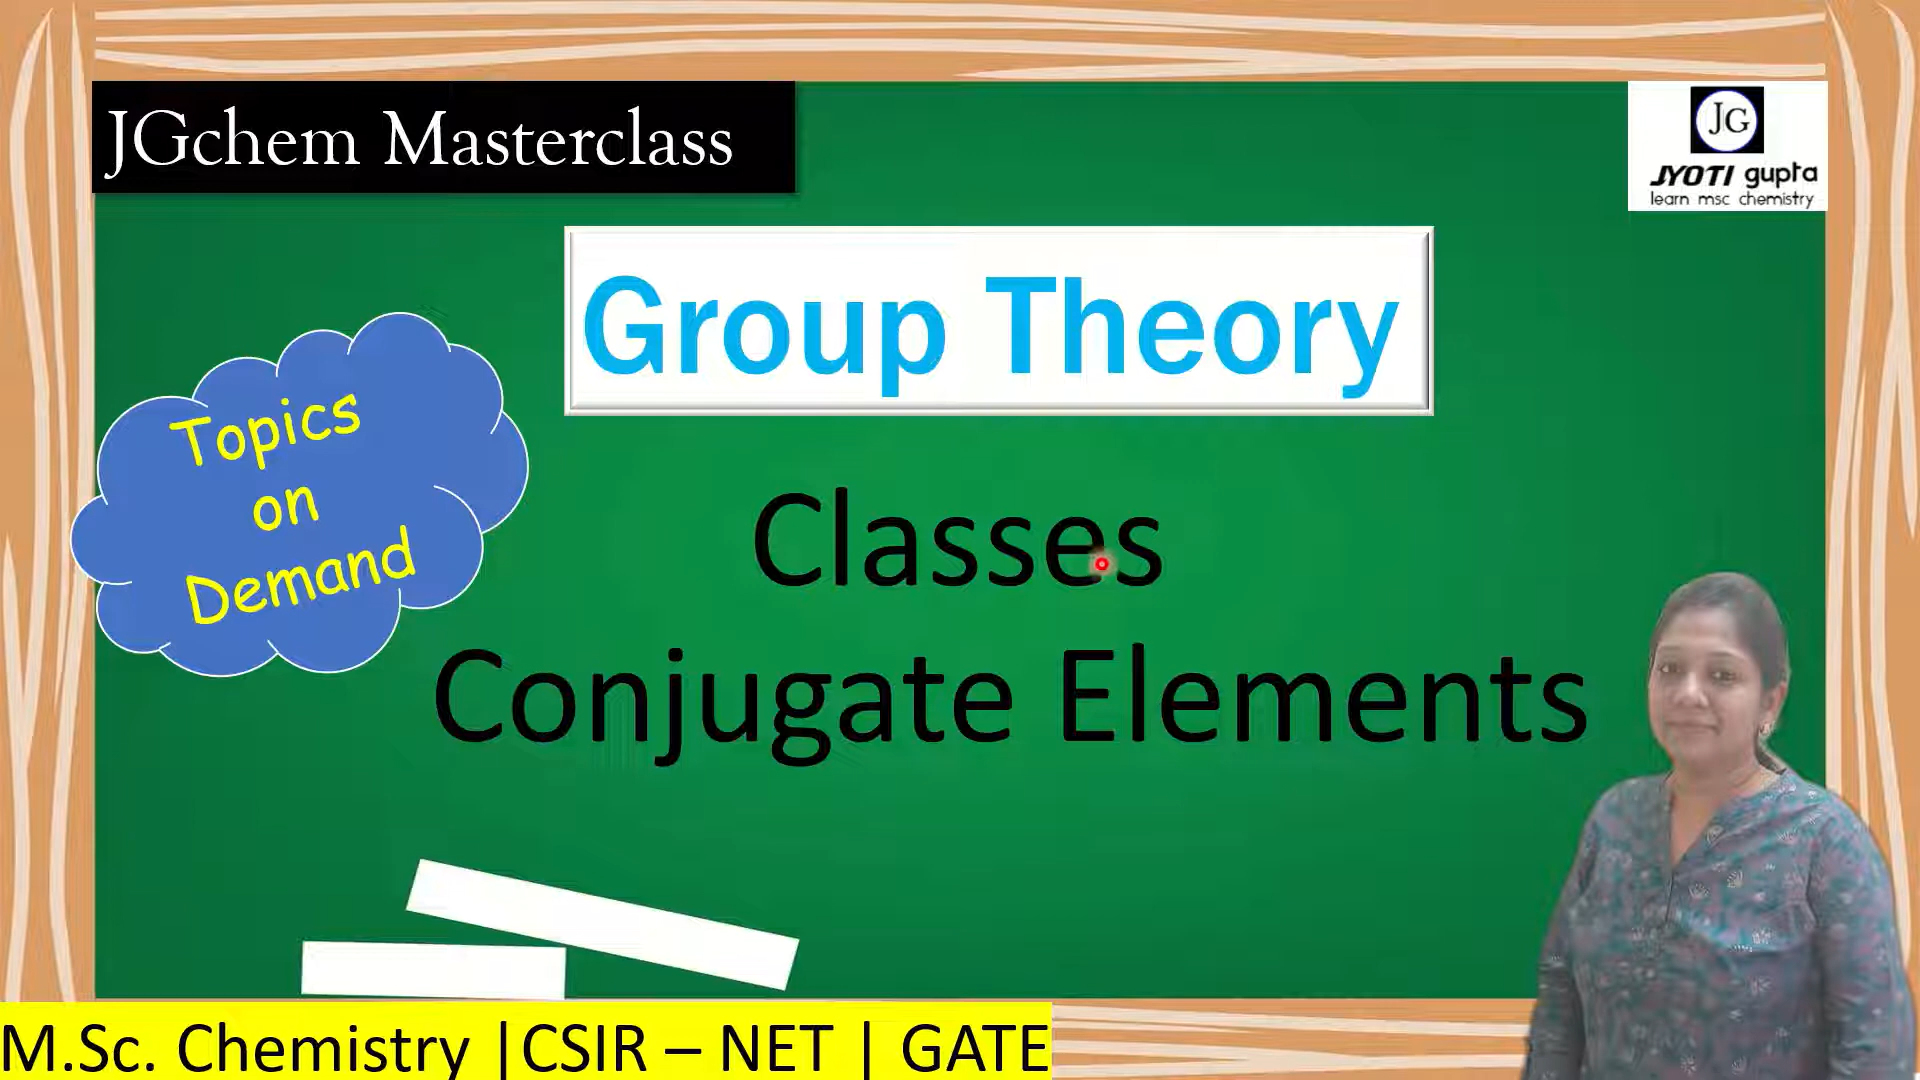 JGchem Masterclass
JG
JYOTI gupta
learn msc chemistry
Group Theory
Topics
on
Demand
Classes
Conjugate Elements
M.Sc. Chemistry |CSIR – NET | GATE